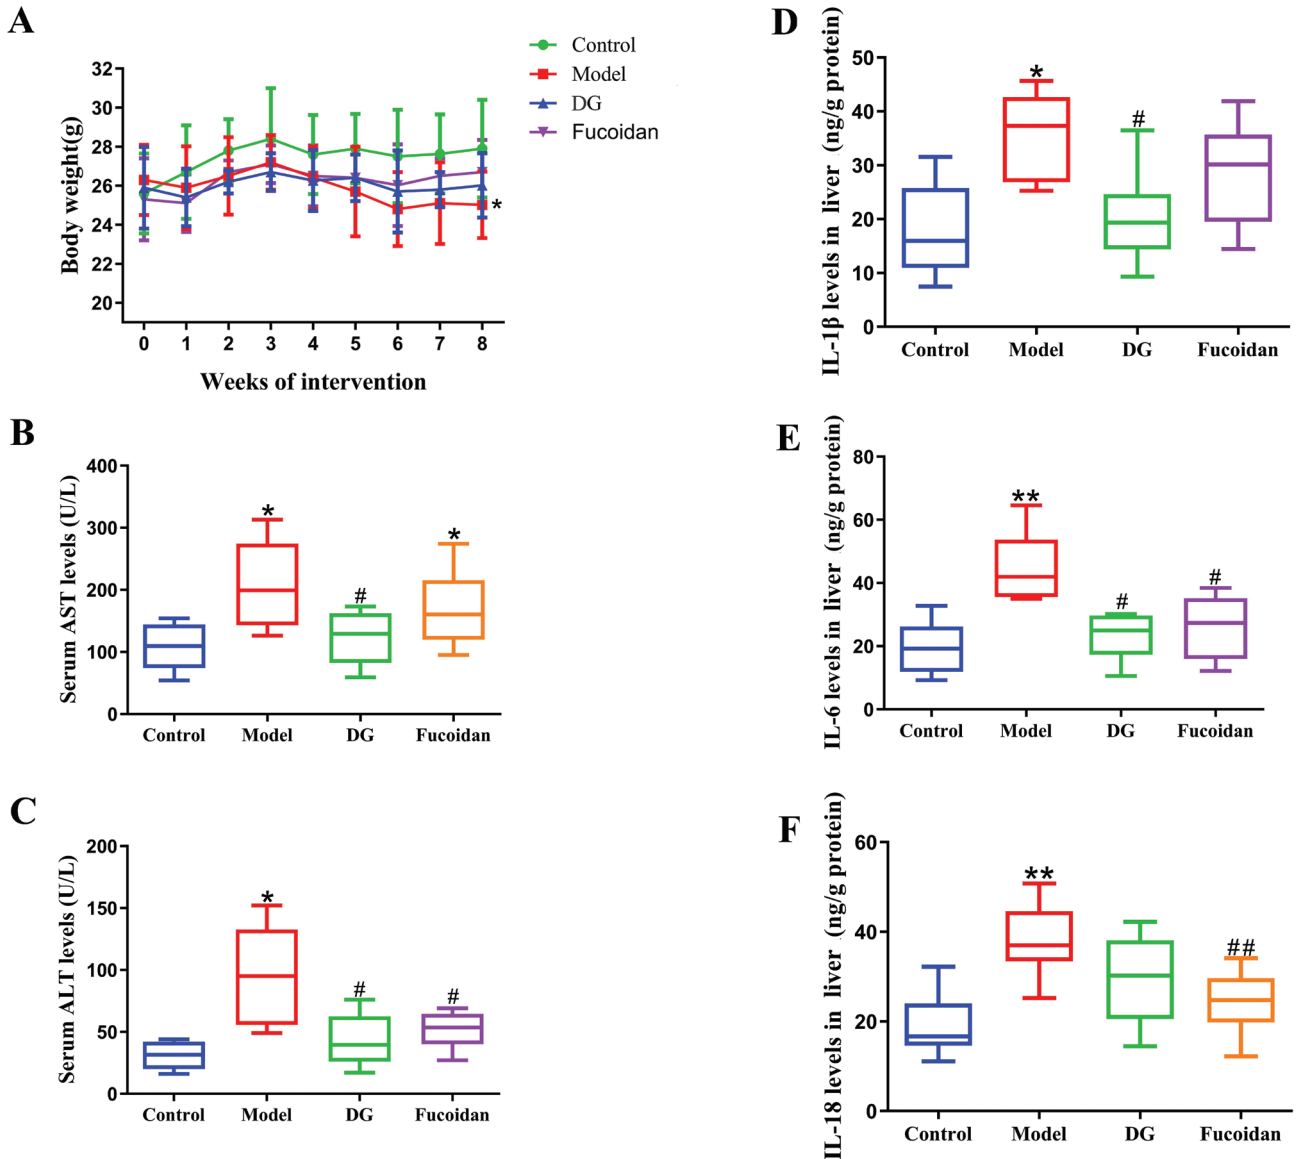 A
Control
Model
DG
Fucoidan
Body weight(g)
32
30
28
26
24
22
20
*
0 1 2 3 4 5 6 7 8
Weeks of intervention
B
Serum AST levels (U/L)
400
300
200
100
0
*
#
*
Control Model DG Fucoidan
C
Serum ALT levels (U/L)
200
150
100
50
0
*
#
#
Control Model DG Fucoidan
D
IL-1β levels in liver (ng/g protein)
50
40
30
20
10
0
*
#
Control Model DG Fucoidan
E
IL-6 levels in liver (ng/g protein)
80
60
40
20
0
**
#
#
Control Model DG Fucoidan
F
IL-18 levels in liver (ng/g protein)
60
40
20
0
**
##
Control Model DG Fucoidan